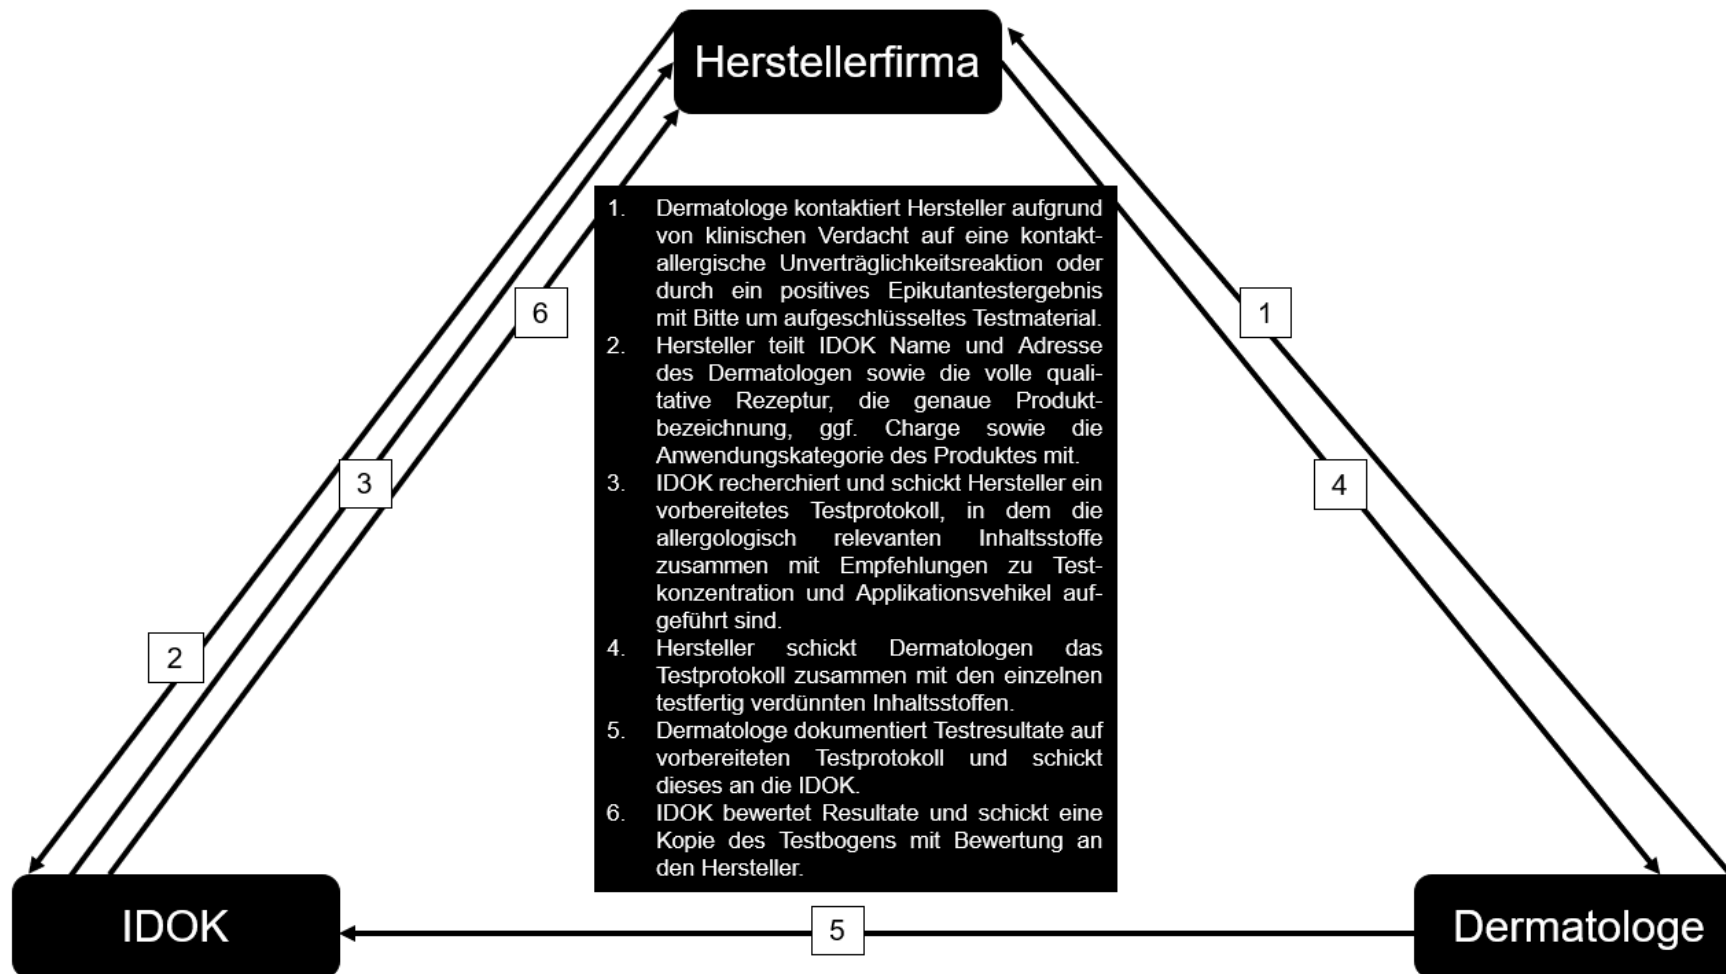 Herstellerfirma
1. Dermatologe kontaktiert Hersteller aufgrund
von klinischen Verdacht auf eine kontakt-
allergische Unverträglichkeitsreaktion oder
durch ein positives Epikutantestergebnis
mit Bitte um aufgeschlüsseltes Testmaterial.
2. Hersteller teilt IDOK Name und Adresse
des Dermatologen sowie die volle quali-
tative Rezeptur, die genaue Produkt-
bezeichnung, ggf. Charge sowie die
Anwendungskategorie des Produktes mit.
3. IDOK recherchiert und schickt Hersteller ein
vorbereitetes Testprotokoll, in dem die
allergologisch relevanten Inhaltsstoffe
zusammen mit Empfehlungen zu Test-
konzentration und Applikationsvehikel auf-
geführt sind.
4. Hersteller schickt Dermatologen das
Testprotokoll zusammen mit den einzelnen
testfertig verdünnten Inhaltsstoffen.
5. Dermatologe dokumentiert Testresultate auf
vorbereiteten Testprotokoll und schickt
dieses an die IDOK.
6. IDOK bewertet Resultate und schickt eine
Kopie des Testbogens mit Bewertung an
den Hersteller.
6
1
3
4
2
IDOK
5
Dermatologe